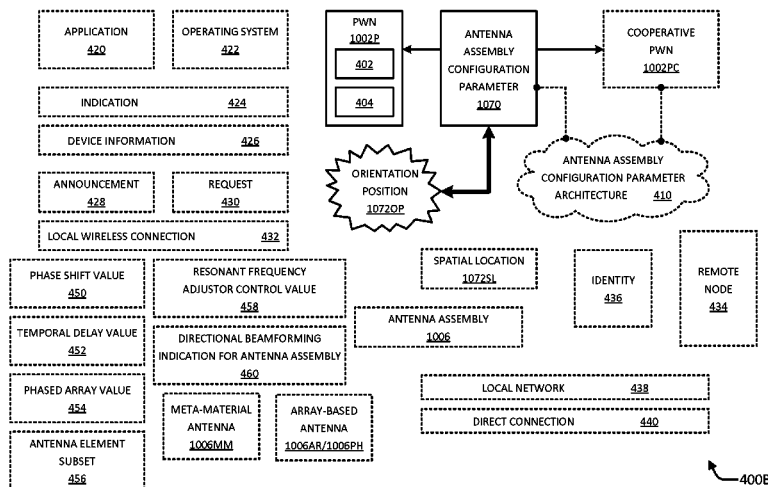 APPLICATION
420
OPERATING SYSTEM
422
PWN
1002P
402
404
ANTENNA
ASSEMBLY
CONFIGURATION
PARAMETER
1070
COOPERATIVE
PWN
1002PC
INDICATION 424
DEVICE INFORMATION 426
ANNOUNCEMENT
428
REQUEST
430
LOCAL WIRELESS CONNECTION 432
ORIENTATION
POSITION
1072OP
ANTENNA ASSEMBLY
CONFIGURATION PARAMETER
ARCHITECTURE 410
PHASE SHIFT VALUE
450
RESONANT FREQUENCY
ADJUSTOR CONTROL VALUE
458
SPATIAL LOCATION
1072SL
IDENTITY
436
REMOTE
NODE
434
TEMPORAL DELAY VALUE
452
DIRECTIONAL BEAMFORMING
INDICATION FOR ANTENNA ASSEMBLY
460
ANTENNA ASSEMBLY
1006
PHASED ARRAY VALUE
454
META-MATERIAL
ANTENNA
1006MM
ARRAY-BASED
ANTENNA
1006AR/1006PH
LOCAL NETWORK 438
DIRECT CONNECTION 440
ANTENNA ELEMENT
SUBSET
456
400B